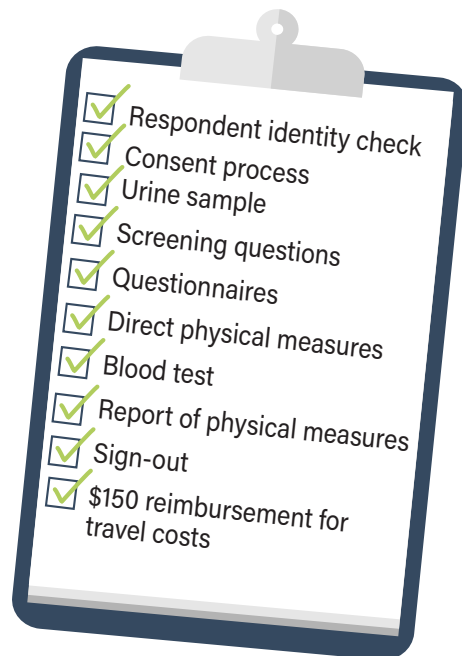 Respondent identity check
Consent process
Urine sample
Screening questions
Questionnaires
Direct physical measures
Blood test
Report of physical measures
Sign-out
$150 reimbursement for
travel costs